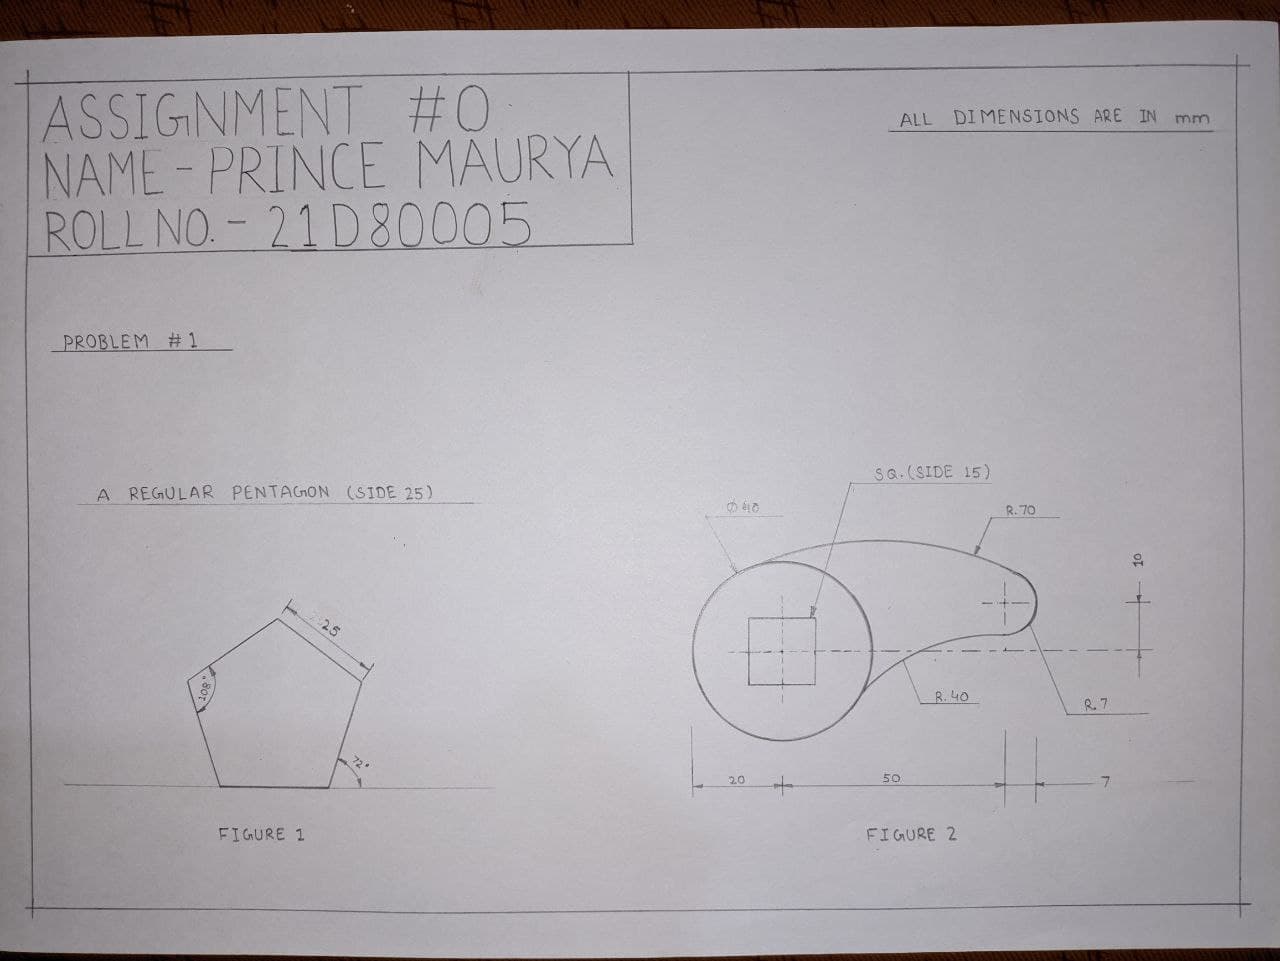 ASSIGNMENT #0
NAME - PRINCE MAURYA
ROLL NO. - 21D80005
ALL DIMENSIONS ARE IN mm
PROBLEM #1
A REGULAR PENTAGON (SIDE 25)
25
108°
72°
FIGURE 1
SQ. (SIDE 15)
Ø 40
R.70
10
R.40
R.7
20
50
7
FIGURE 2